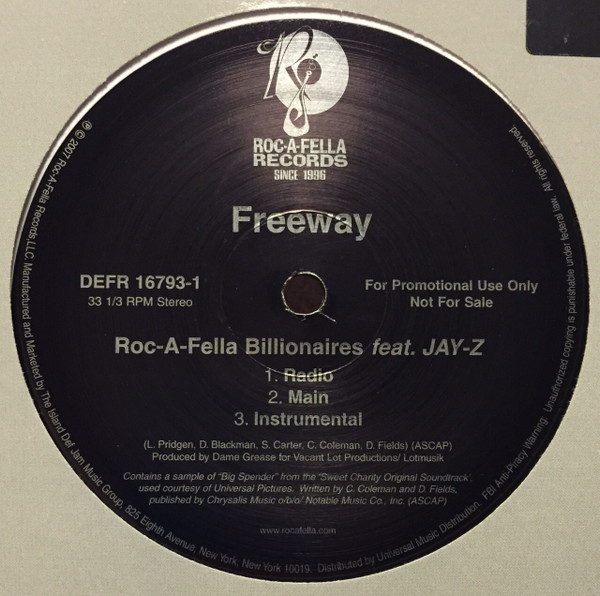 ROC-A-FELLA
RECORDS
SINCE 1996
Freeway
DEFR 16793-1
33 1/3 RPM Stereo
For Promotional Use Only
Not For Sale
Roc-A-Fella Billionaires feat. JAY-Z
1. Radio
2. Main
3. Instrumental
(L. Pridgen, D. Blackman, S. Carter, C. Coleman, D. Fields) (ASCAP)
Produced by Dame Grease for Vacant Lot Productions/ Lotmusik
Contains a sample of "Big Spender" from the 'Sweet Charity Original Soundtrack',
used courtesy of Universal Pictures. Written by C. Coleman and D. Fields,
published by Chrysalis Music o/b/o/ Notable Music Co., Inc. (ASCAP)
www.rocafella.com
℗ © 2007 Roc-A-Fella Records LLC. Manufactured and Marketed by The Island Def Jam Music Group, 825 Eighth Avenue, New York, New York 10019. Distributed by Universal Music Distribution. FBI Anti-Piracy Warning: Unauthorized copying is punishable under federal law. All rights reserved.